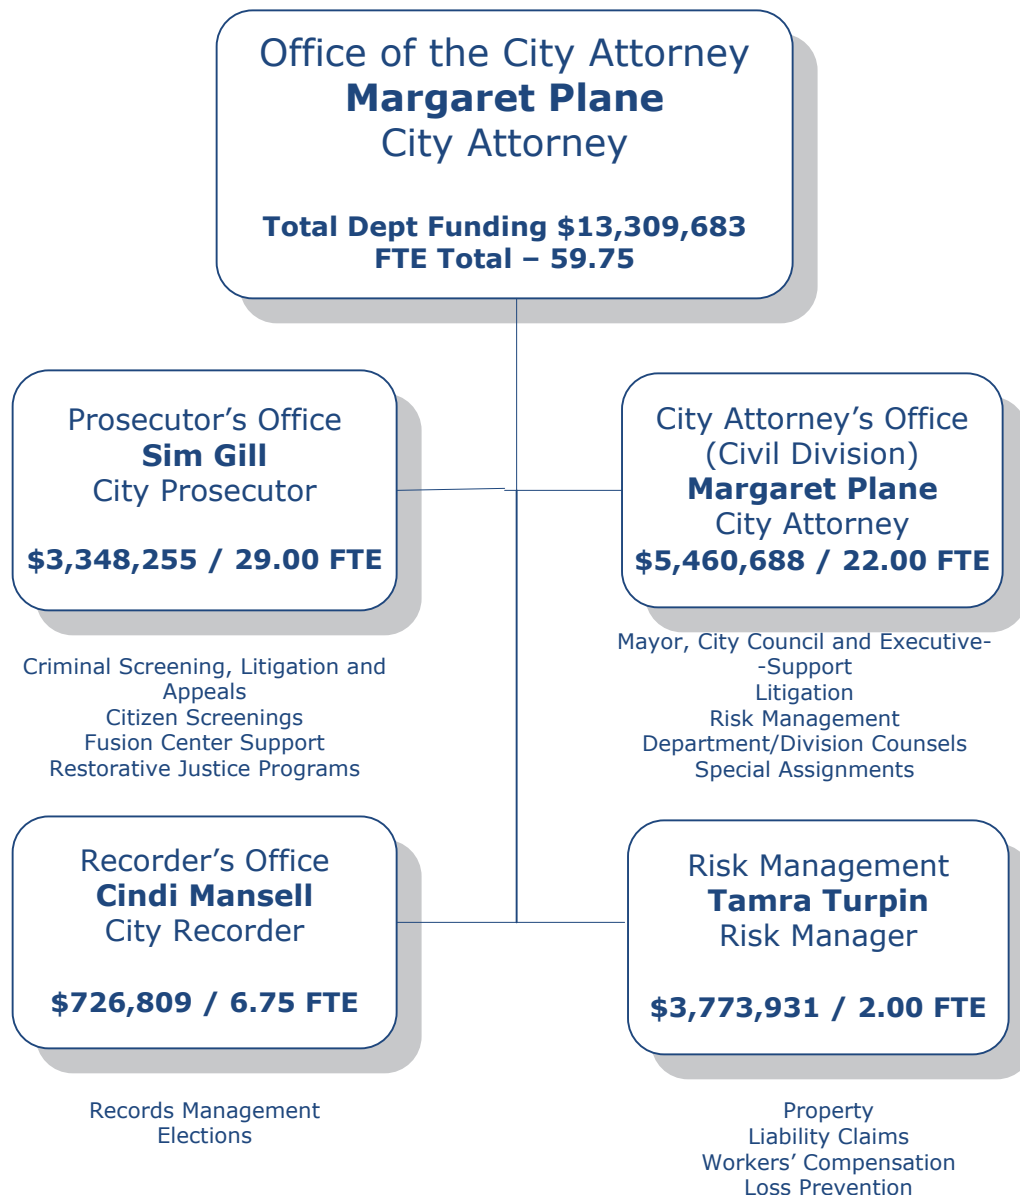 Office of the City Attorney
Margaret Plane
City Attorney
Total Dept Funding $13,309,683
FTE Total – 59.75
Prosecutor’s Office
Sim Gill
City Prosecutor
$3,348,255 / 29.00 FTE
City Attorney’s Office
(Civil Division)
Margaret Plane
City Attorney
$5,460,688 / 22.00 FTE
Criminal Screening, Litigation and
Appeals
Citizen Screenings
Fusion Center Support
Restorative Justice Programs
Mayor, City Council and Executive-
-Support
Litigation
Risk Management
Department/Division Counsels
Special Assignments
Recorder’s Office
Cindi Mansell
City Recorder
$726,809 / 6.75 FTE
Risk Management
Tamra Turpin
Risk Manager
$3,773,931 / 2.00 FTE
Records Management
Elections
Property
Liability Claims
Workers’ Compensation
Loss Prevention